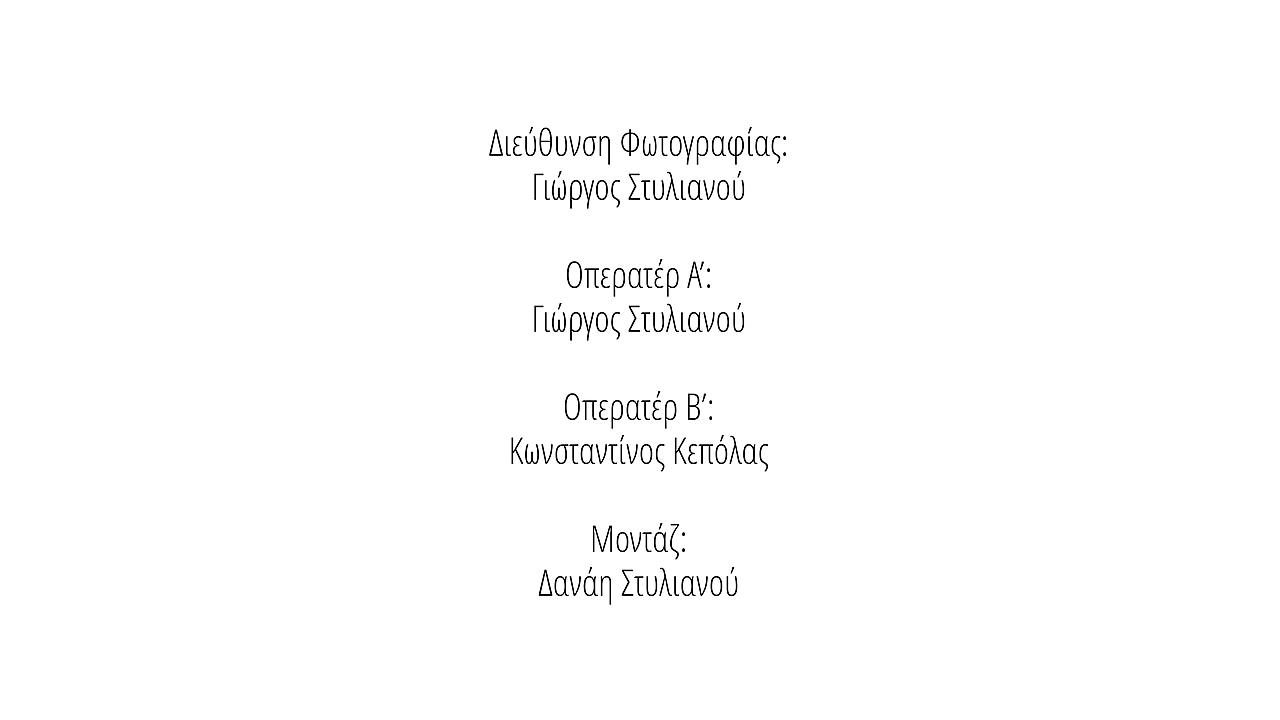 Διεύθυνση Φωτογραφίας:
Γιώργος Στυλιανού
Οπερατέρ Α’:
Γιώργος Στυλιανού
Οπερατέρ Β’:
Κωνσταντίνος Κεπόλας
Μοντάζ:
Δανάη Στυλιανού